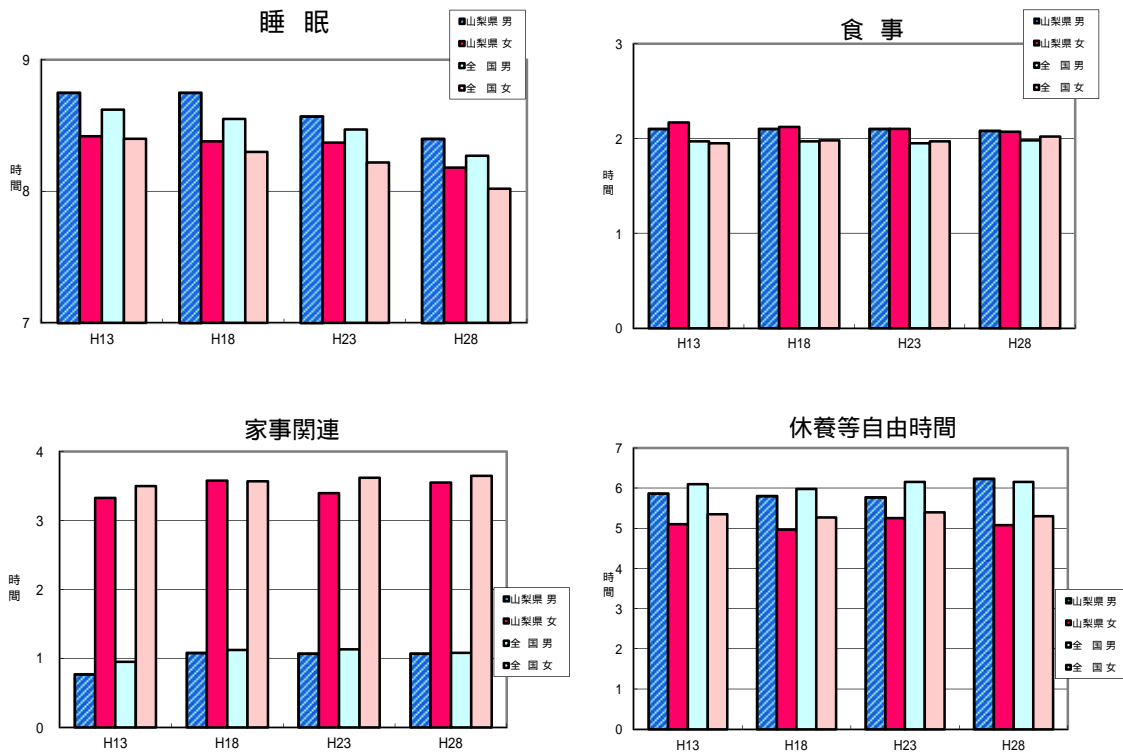 睡 眠
山梨県 男
山梨県 女
全 国 男
全 国 女
9
8
7
時間
H13 H18 H23 H28
食 事
山梨県 男
山梨県 女
全 国 男
全 国 女
3
2
1
0
時間
H13 H18 H23 H28
家事関連
4
3
2
1
0
時間
山梨県 男
山梨県 女
全 国 男
全 国 女
H13 H18 H23 H28
休養等自由時間
7
6
5
4
3
2
1
0
時間
山梨県 男
山梨県 女
全 国 男
全 国 女
H13 H18 H23 H28